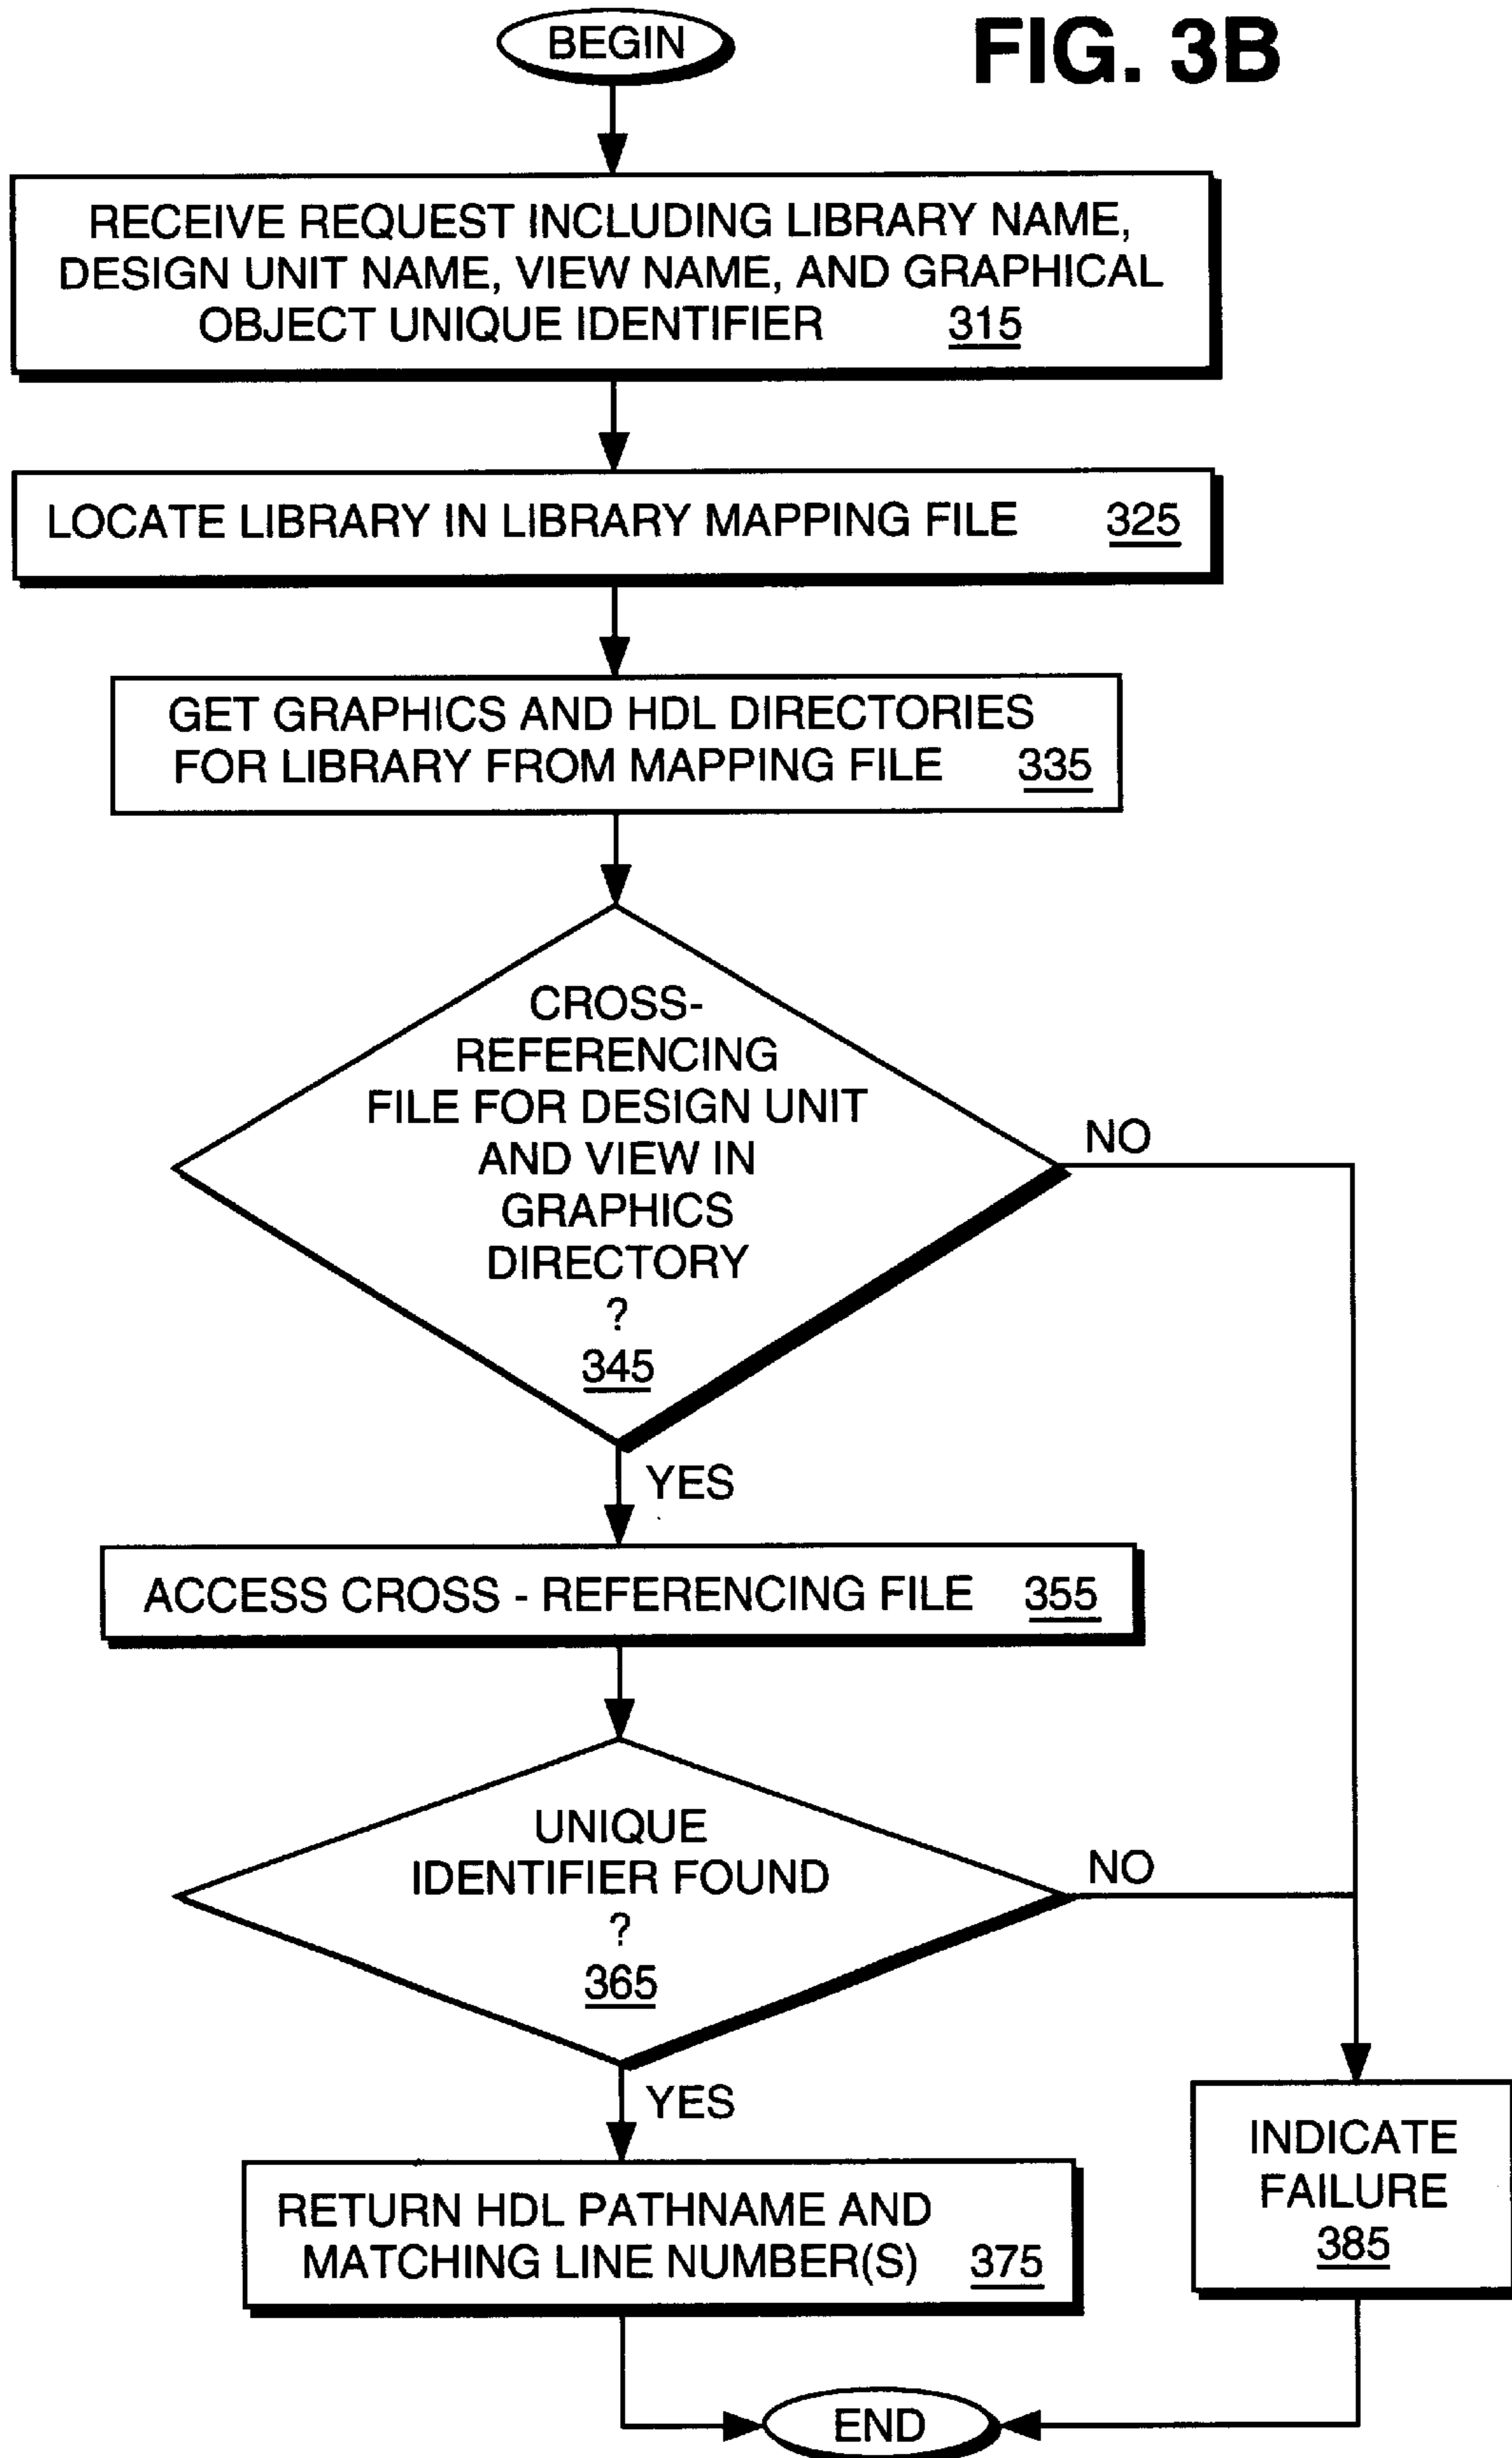 BEGIN
FIG. 3B
RECEIVE REQUEST INCLUDING LIBRARY NAME,
DESIGN UNIT NAME, VIEW NAME, AND GRAPHICAL
OBJECT UNIQUE IDENTIFIER 315
LOCATE LIBRARY IN LIBRARY MAPPING FILE 325
GET GRAPHICS AND HDL DIRECTORIES
FOR LIBRARY FROM MAPPING FILE 335
CROSS-
REFERENCING
FILE FOR DESIGN UNIT
AND VIEW IN
GRAPHICS
DIRECTORY
?
345
NO
YES
ACCESS CROSS - REFERENCING FILE 355
UNIQUE
IDENTIFIER FOUND
?
365
NO
YES
RETURN HDL PATHNAME AND
MATCHING LINE NUMBER(S) 375
INDICATE
FAILURE
385
END